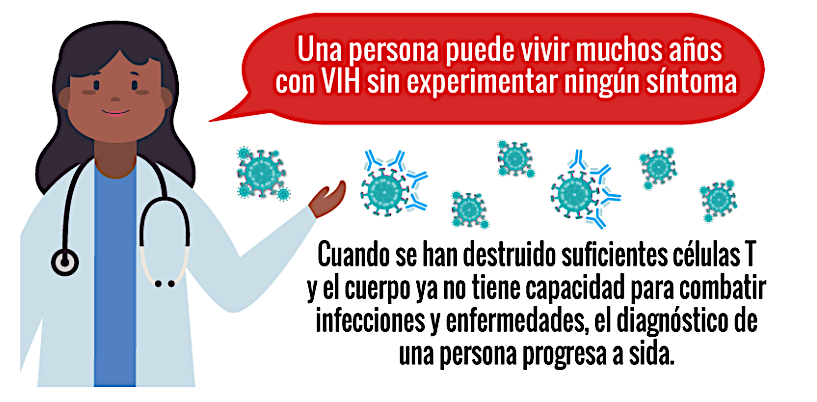 Una persona puede vivir muchos años
con VIH sin experimentar ningún síntoma
Cuando se han destruido suficientes células T
y el cuerpo ya no tiene capacidad para combatir
infecciones y enfermedades, el diagnóstico de
una persona progresa a sida.